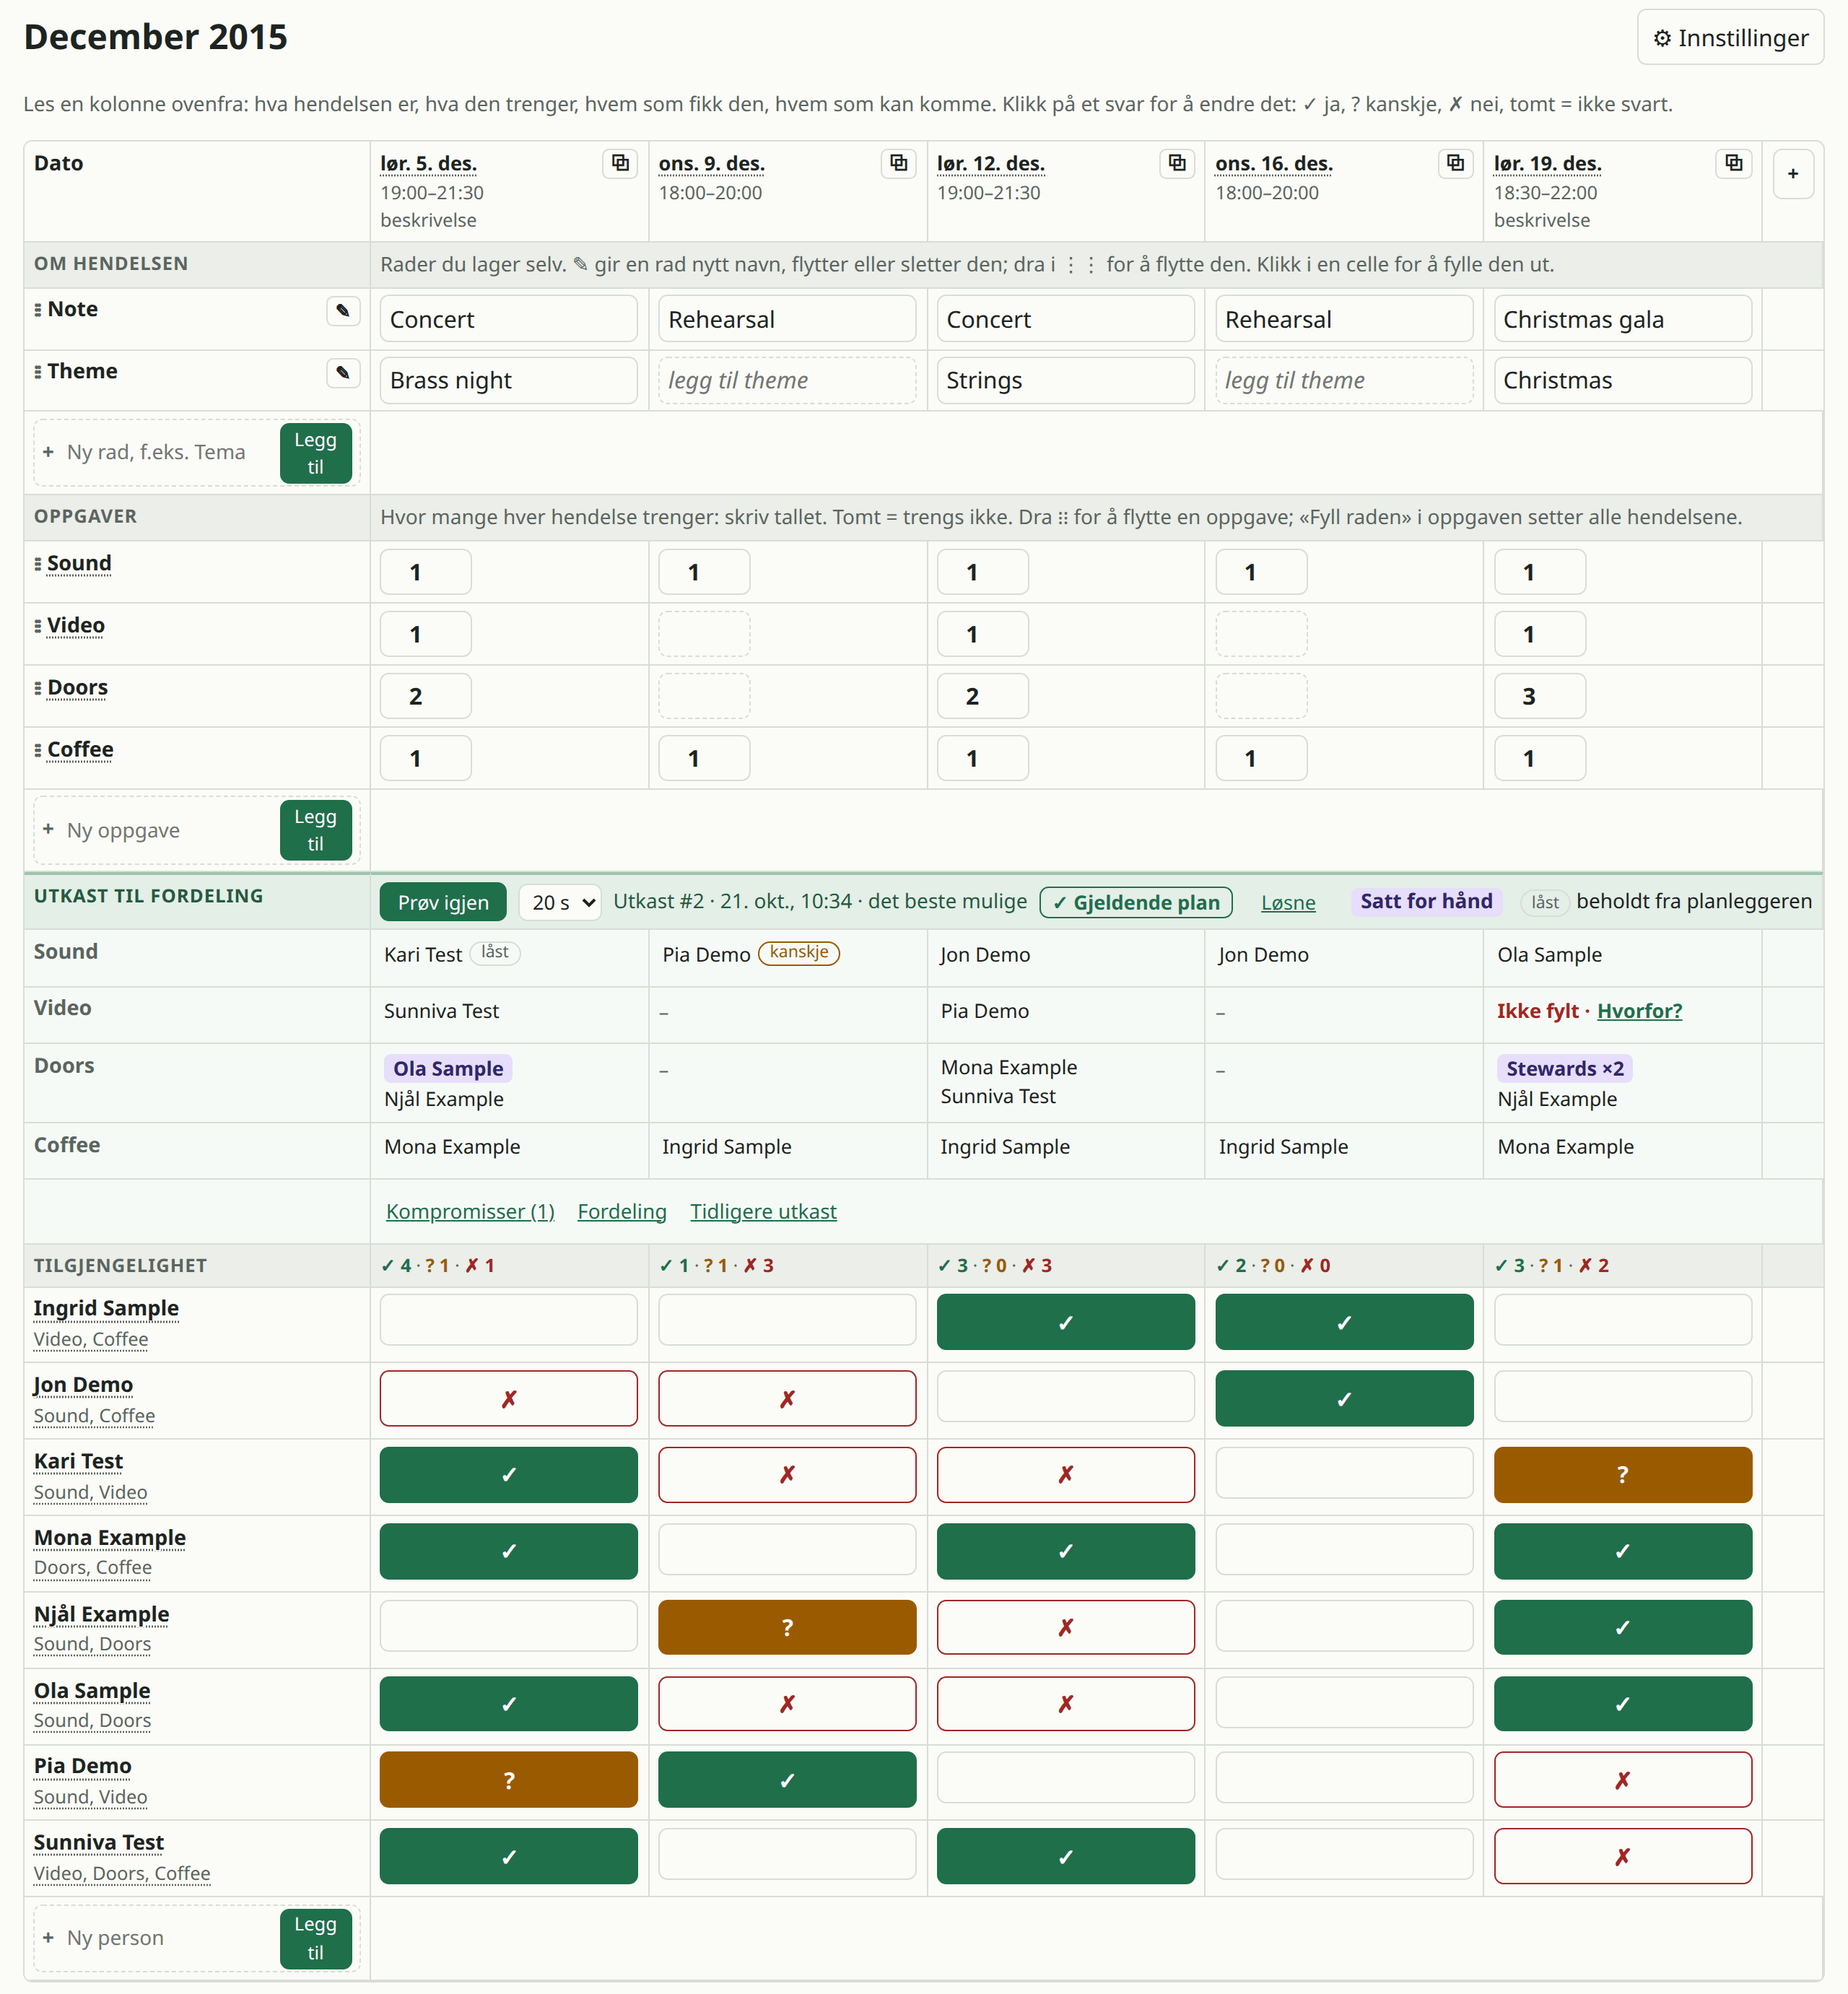 December 2015
⚙ Innstillinger
Les en kolonne ovenfra: hva hendelsen er, hva den trenger, hvem som fikk den, hvem som kan komme. Klikk på et svar for å endre det: ✓ ja, ? kanskje, ✗ nei, tomt = ikke svart.
Dato
lør. 5. des.
19:00–21:30
beskrivelse
ons. 9. des.
18:00–20:00
lør. 12. des.
19:00–21:30
ons. 16. des.
18:00–20:00
lør. 19. des.
18:30–22:00
beskrivelse
+
OM HENDELSEN
Rader du lager selv. ✎ gir en rad nytt navn, flytter eller sletter den; dra i ⋮⋮ for å flytte den. Klikk i en celle for å fylle den ut.
Note ✎ Concert Rehearsal Concert Rehearsal Christmas gala
Theme ✎ Brass night legg til theme Strings legg til theme Christmas
+ Ny rad, f.eks. Tema
Legg
til
OPPGAVER
Hvor mange hver hendelse trenger: skriv tallet. Tomt = trengs ikke. Dra ⠿ for å flytte en oppgave; «Fyll raden» i oppgaven setter alle hendelsene.
Sound 1 1 1 1 1
Video 1 1 1
Doors 2 2 3
Coffee 1 1 1 1 1
+ Ny oppgave
Legg
til
UTKAST TIL FORDELING
Prøv igjen 20 s Utkast #2 · 21. okt., 10:34 · det beste mulige ✓ Gjeldende plan Løsne Satt for hånd låst beholdt fra planleggeren
Sound Kari Test låst Pia Demo kanskje Jon Demo Jon Demo Ola Sample
Video Sunniva Test – Pia Demo – Ikke fylt · Hvorfor?
Doors
Ola Sample
Njål Example
–
Mona Example
Sunniva Test
–
Stewards ×2
Njål Example
Coffee Mona Example Ingrid Sample Ingrid Sample Ingrid Sample Mona Example
Kompromisser (1) Fordeling Tidligere utkast
TILGJENGELIGHET ✓ 4 · ? 1 · ✗ 1 ✓ 1 · ? 1 · ✗ 3 ✓ 3 · ? 0 · ✗ 3 ✓ 2 · ? 0 · ✗ 0 ✓ 3 · ? 1 · ✗ 2
Ingrid Sample
Video, Coffee
✓ ✓
Jon Demo
Sound, Coffee
✗ ✗ ✓
Kari Test
Sound, Video
✓ ✗ ✗ ?
Mona Example
Doors, Coffee
✓ ✓ ✓
Njål Example
Sound, Doors
? ✗ ✓
Ola Sample
Sound, Doors
✓ ✗ ✗ ✓
Pia Demo
Sound, Video
? ✓ ✗
Sunniva Test
Video, Doors, Coffee
✓ ✓ ✗
+ Ny person
Legg
til